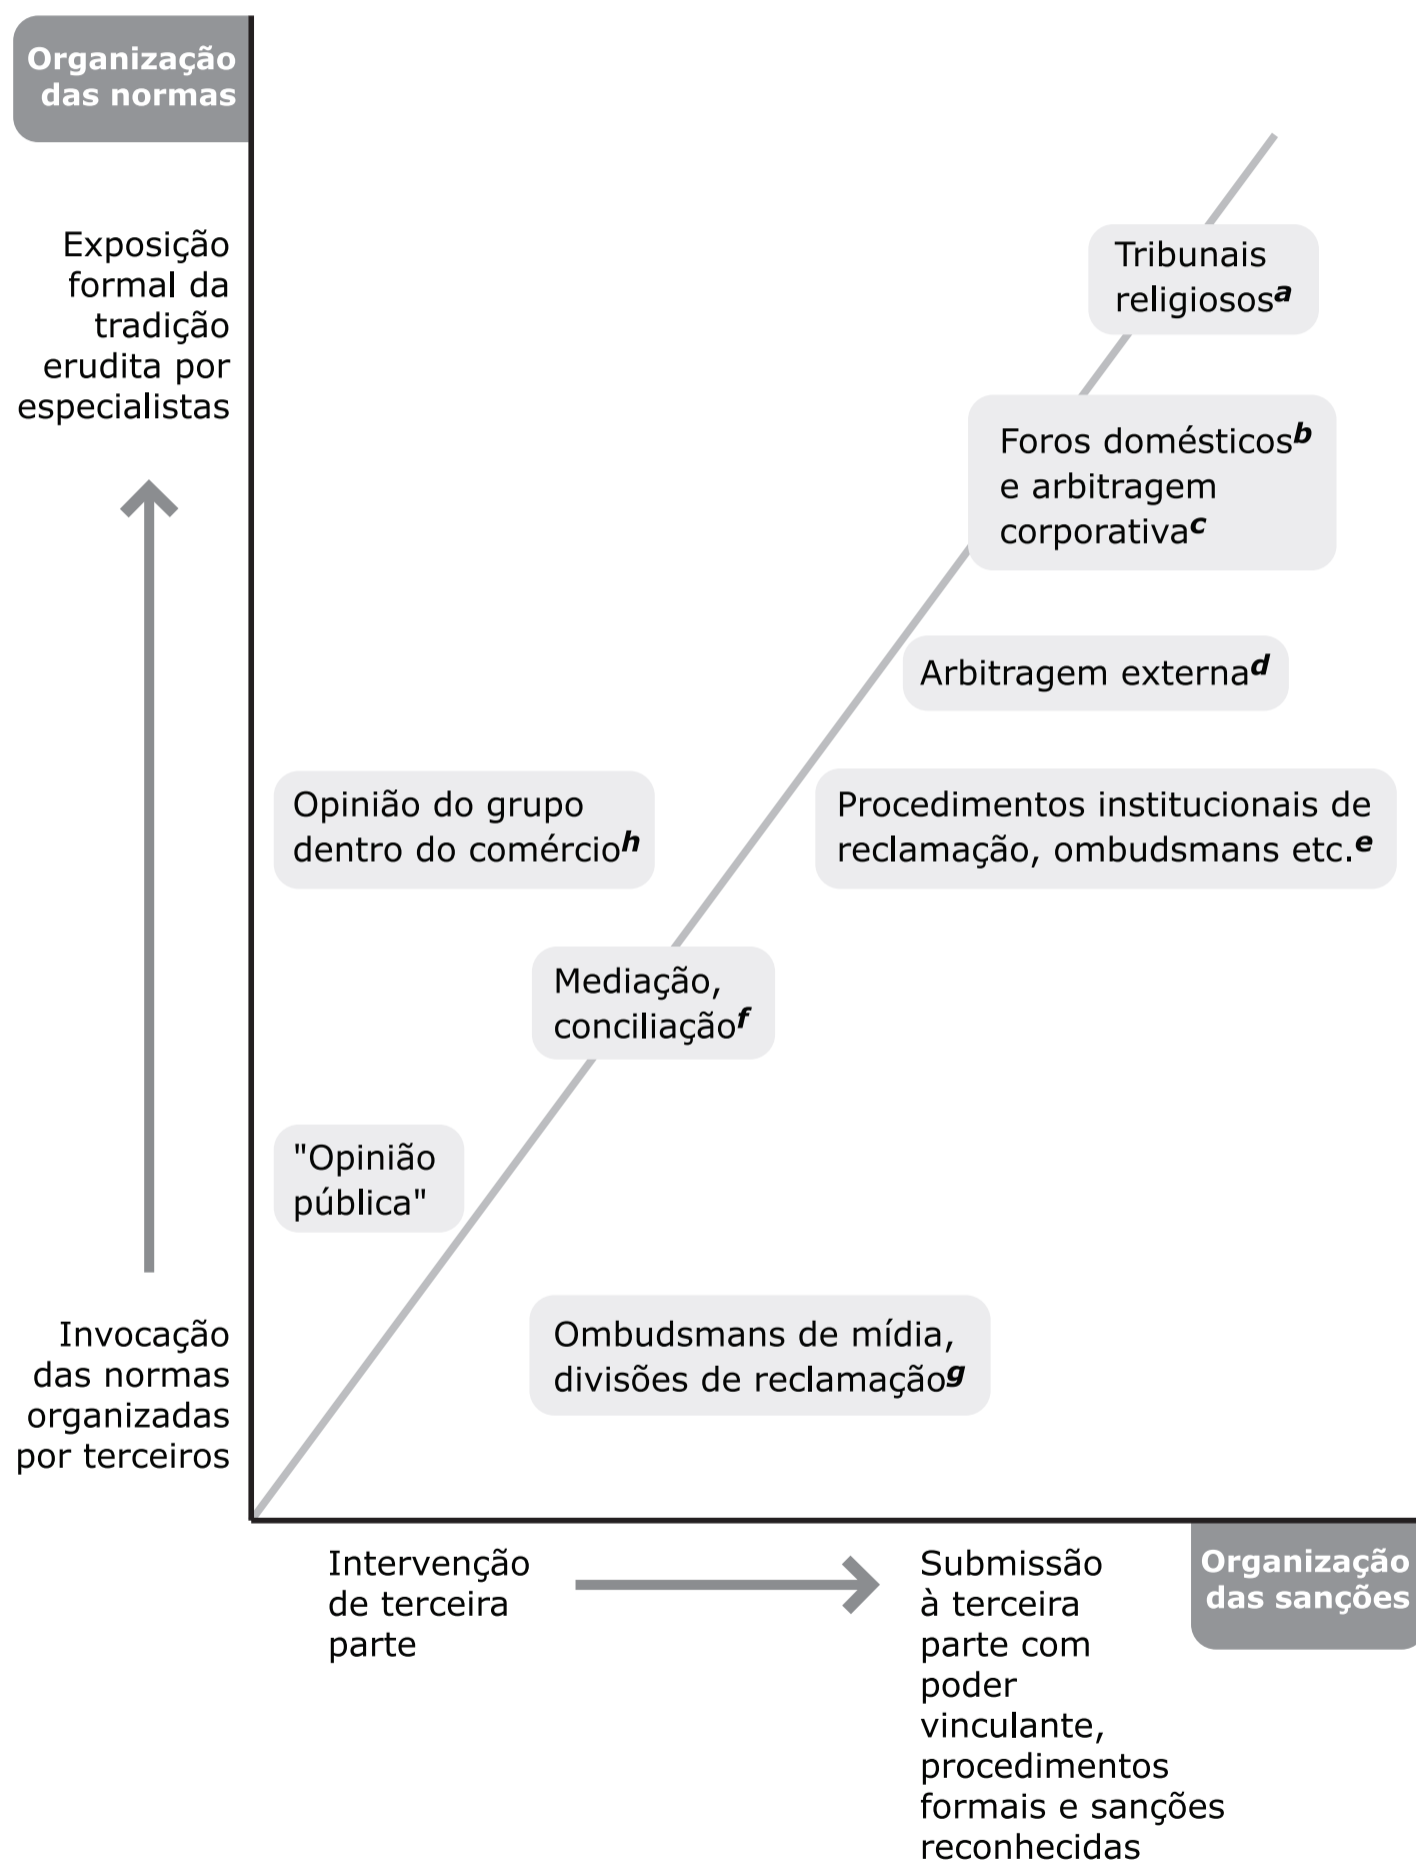 Organização
das normas
Exposição
formal da
tradição
erudita por
especialistas
Tribunais
religiososa
Foros domésticosb
e arbitragem
corporativac
Arbitragem externad
Opinião do grupo
dentro do comércioh
Procedimentos institucionais de
reclamação, ombudsmans etc.e
Mediação,
conciliaçãof
"Opinião
pública"
Invocação
das normas
organizadas
por terceiros
Ombudsmans de mídia,
divisões de reclamaçãog
Intervenção
de terceira
parte
Submissão
à terceira
parte com
poder
vinculante,
procedimentos
formais e sanções
reconhecidas
Organização
das sanções